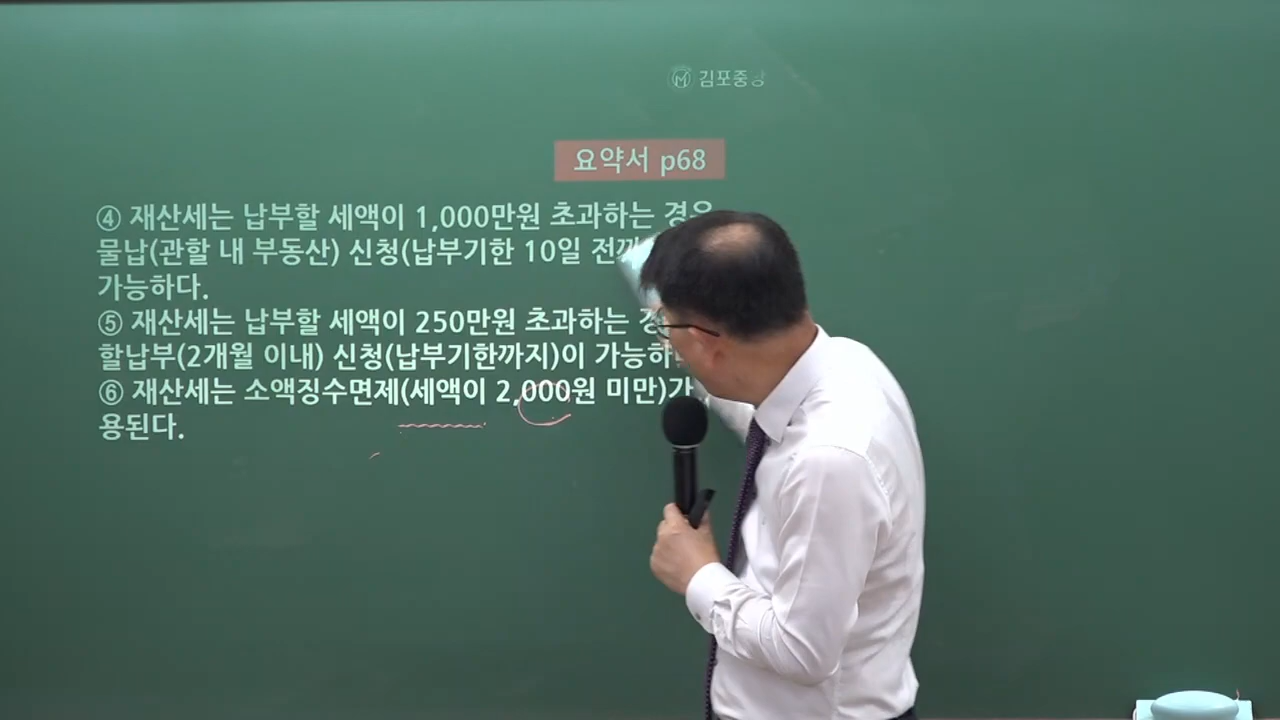 김포중앙
요약서 p68
④ 재산세는 납부할 세액이 1,000만원 초과하는 경우
물납(관할 내 부동산) 신청(납부기한 10일 전까
가능하다.
⑤ 재산세는 납부할 세액이 250만원 초과하는
할납부(2개월 이내) 신청(납부기한까지)이
⑥ 재산세는 소액징수면제(세액이 2,000원 미만)가
용된다.